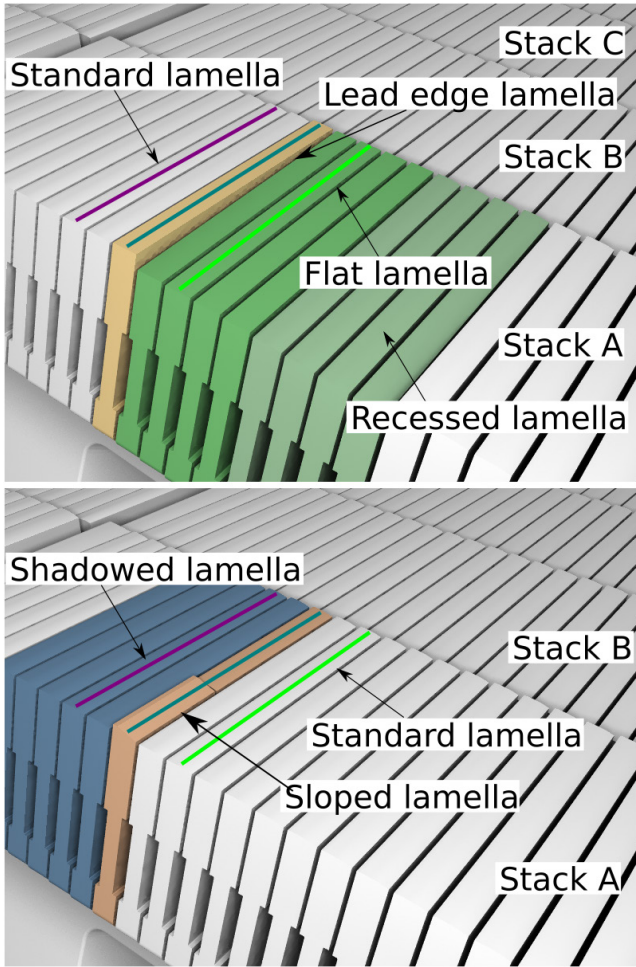 Stack C
Standard lamella
Lead edge lamella
Stack B
Flat lamella
Stack A
Recessed lamella
Shadowed lamella
Stack B
Standard lamella
Sloped lamella
Stack A